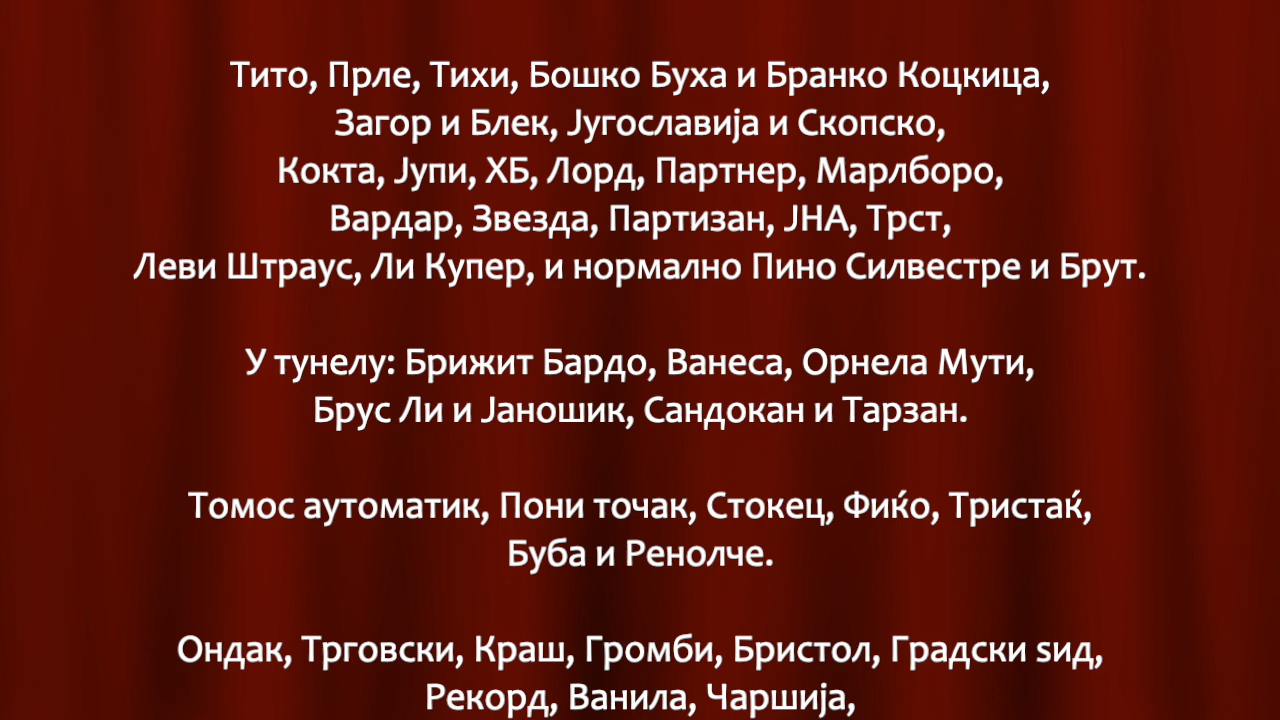 Тито, Прле, Тихи, Бошко Буха и Бранко Коцкица,
Загор и Блек, Југославија и Скопско,
Кокта, Јупи, ХБ, Лорд, Партнер, Марлборо,
Вардар, Звезда, Партизан, ЈНА, Трст,
Леви Штраус, Ли Купер, и нормално Пино Силвестре и Брут.
У тунелу: Брижит Бардо, Ванеса, Орнела Мути,
Брус Ли и Јаношик, Сандокан и Тарзан.
Томос аутоматик, Пони точак, Стокец, Фиќо, Тристаќ,
Буба и Ренолче.
Ондак, Трговски, Краш, Громби, Бристол, Градски ѕид,
Рекорд, Ванила, Чаршија,